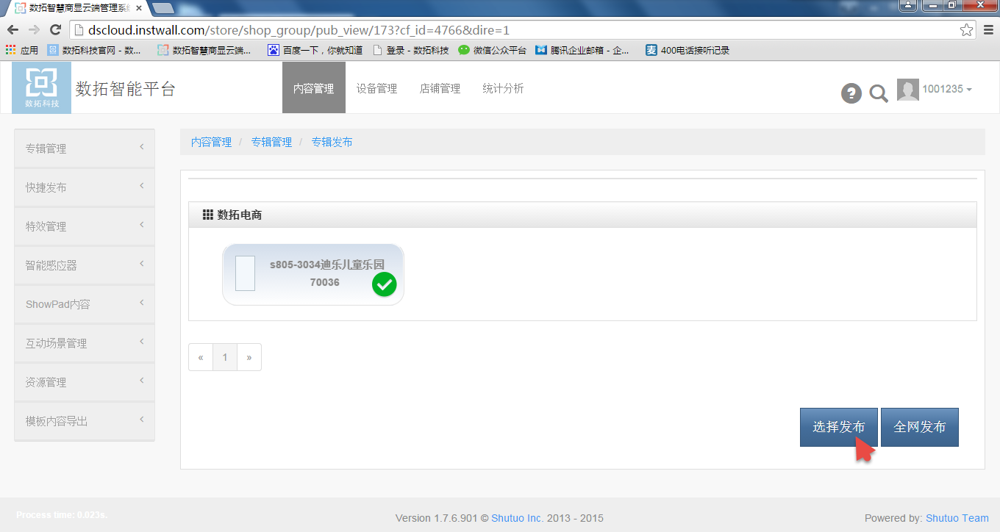 数拓智慧商显云端管理系统
dscloud.instwall.com/store/shop_group/pub_view/173?cf_id=4766&dire=1
应用 数拓科技官网 - 数... 数拓智慧商显云端... 百度一下，你就知道 登录 - 数拓科技 微信公众平台 腾讯企业邮箱 - 企... 麦 400电话接听记录
数拓科技 数拓智能平台 内容管理 设备管理 店铺管理 统计分析 ? 1001235
专辑管理
快捷发布
特效管理
智能感应器
ShowPad内容
互动场景管理
资源管理
模板内容导出
内容管理 / 专辑管理 / 专辑发布
数拓电商
s805-3034迪乐儿童乐园
70036
« 1 »
选择发布 全网发布
Process time: 0.023s.
Version 1.7.6.901 © Shutuo Inc. 2013 - 2015
Powered by: Shutuo Team